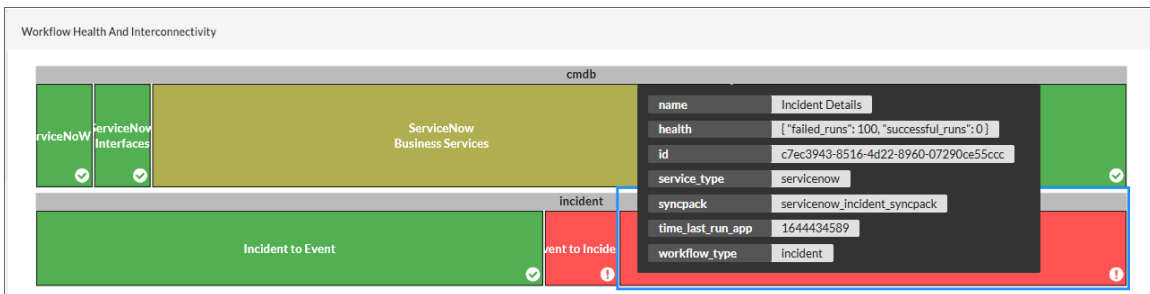 Workflow Health And Interconnectivity
cmdb
rviceNoW
ServiceNow
Interfaces
ServiceNow
Business Services
name Incident Details
health { "failed_runs": 100, "successful_runs": 0 }
id c7ec3943-8516-4d22-8960-07290ce55ccc
service_type servicenow
syncpack servicenow_incident_syncpack
time_last_run_app 1644434589
workflow_type incident
incident
Incident to Event
vent to Incide